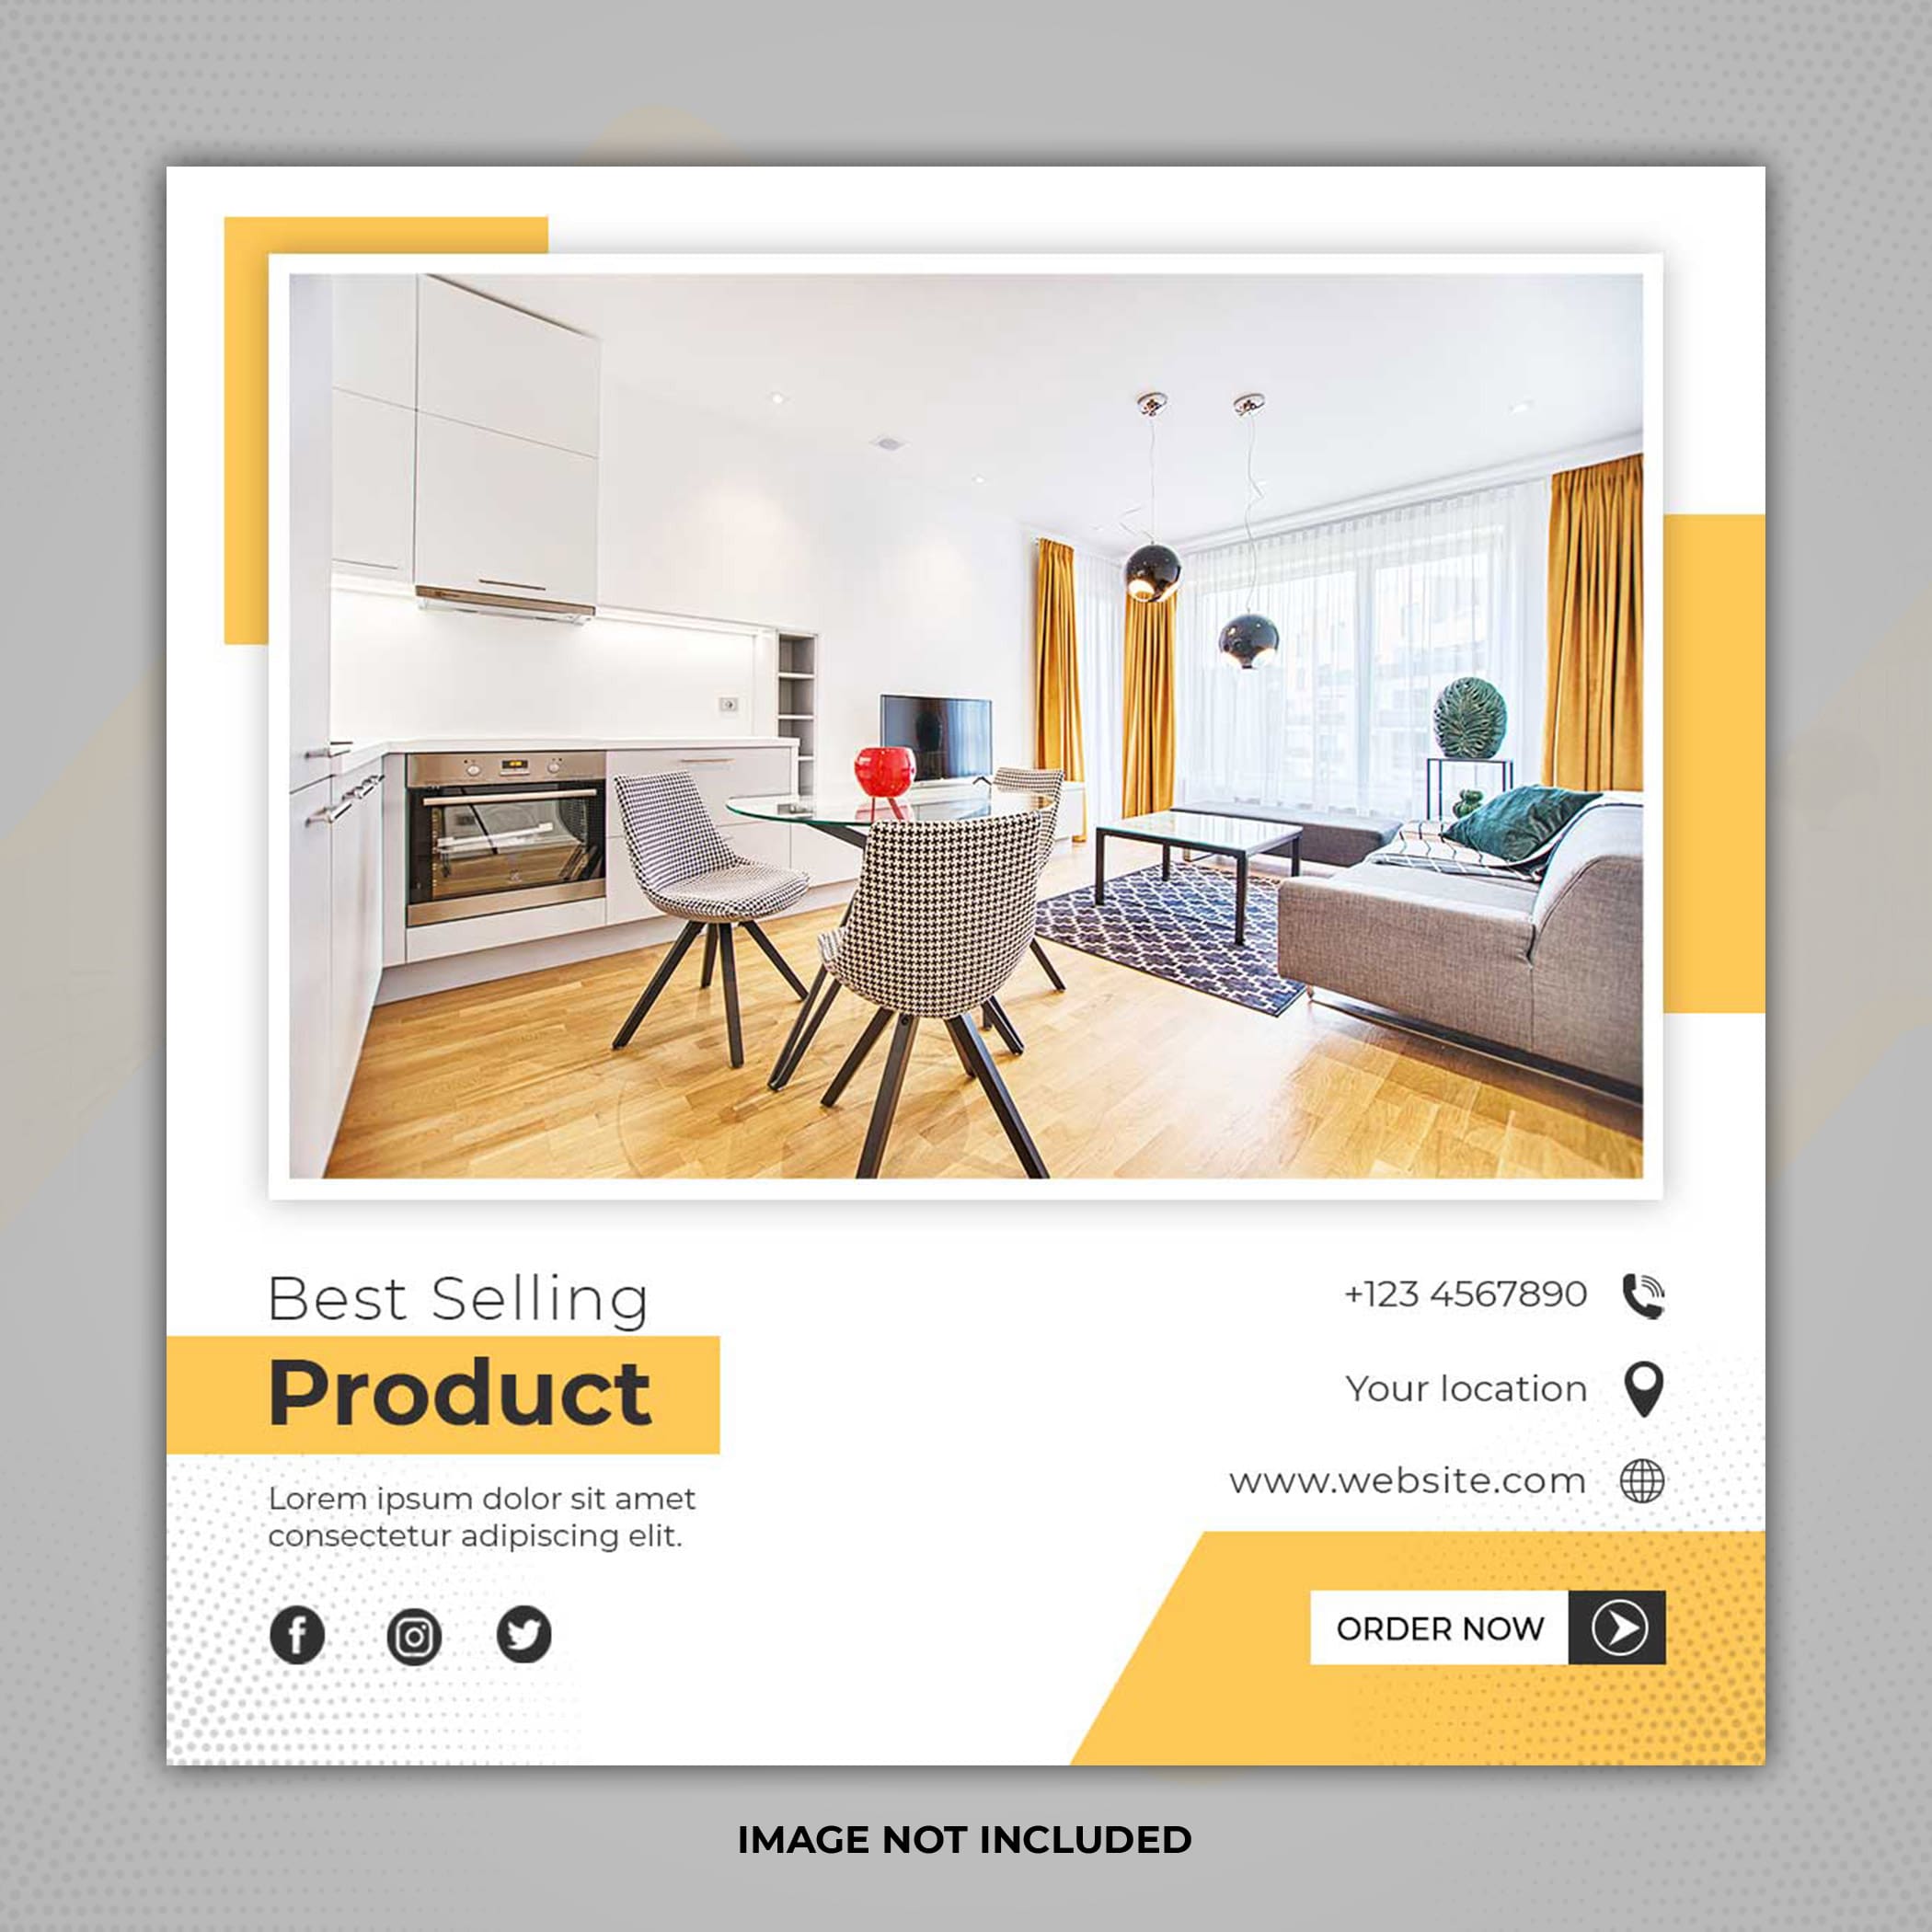 Best Selling
Product
Lorem ipsum dolor sit amet
consectetur adipiscing elit.
+123 4567890
Your location
www.website.com
ORDER NOW
IMAGE NOT INCLUDED